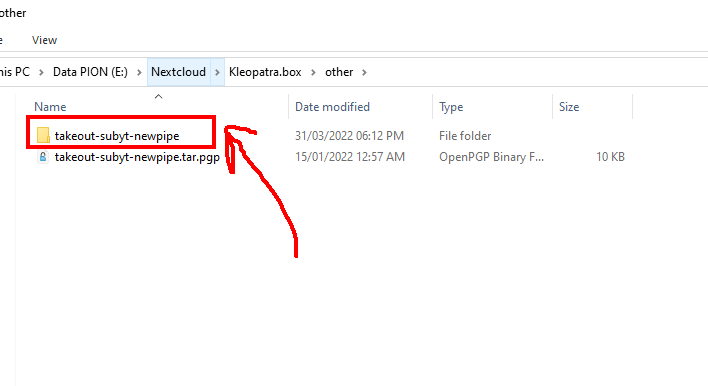 other
e View
his PC > Data PION (E:) > Nextcloud > Kleopatra.box > other >
Name Date modified Type Size
takeout-subyt-newpipe 31/03/2022 06:12 PM File folder
takeout-subyt-newpipe.tar.pgp 15/01/2022 12:57 AM OpenPGP Binary F... 10 KB